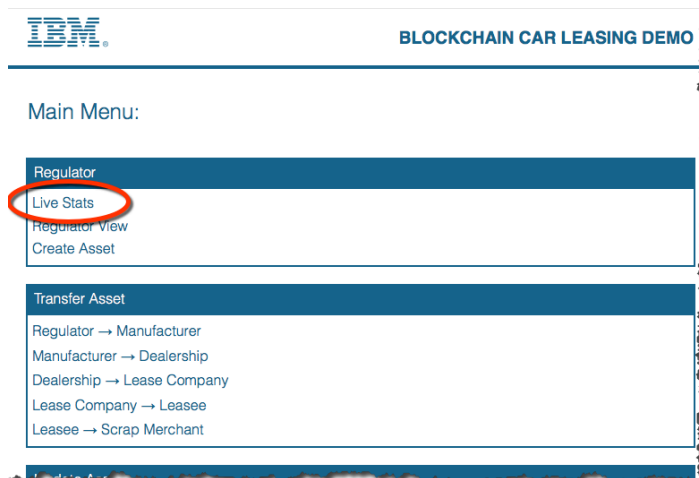 IBM
BLOCKCHAIN CAR LEASING DEMO
Main Menu:
Regulator
Live Stats
Regulator View
Create Asset
Transfer Asset
Regulator → Manufacturer
Manufacturer → Dealership
Dealership → Lease Company
Lease Company → Leasee
Leasee → Scrap Merchant